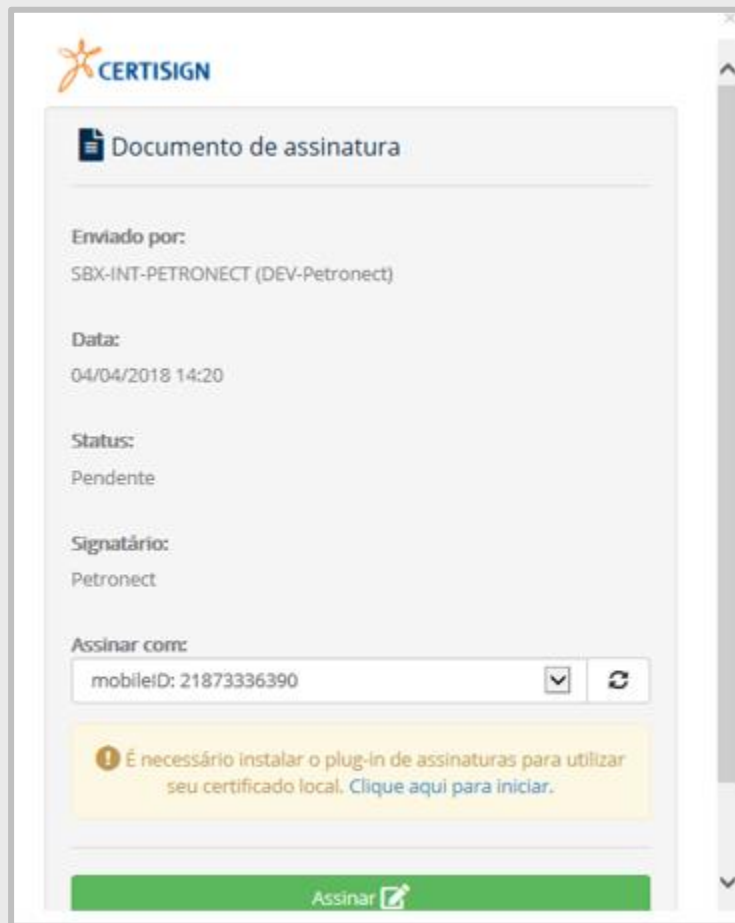 CERTISIGN
Documento de assinatura
Enviado por:
SBX-INT-PETRONECT (DEV-Petronect)
Data:
04/04/2018 14:20
Status:
Pendente
Signatário:
Petronect
Assinar com:
mobileID: 21873336390
É necessário instalar o plug-in de assinaturas para utilizar
seu certificado local. Clique aqui para iniciar.
Assinar